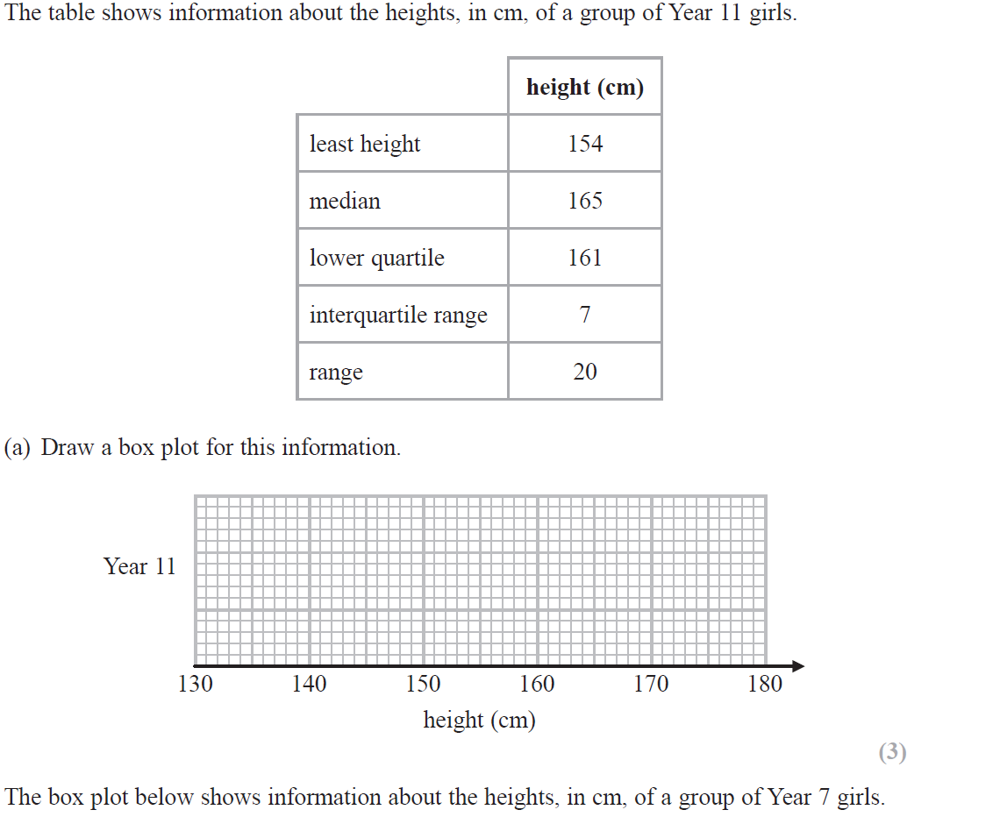 The table shows information about the heights, in cm, of a group of Year 11 girls.
height (cm)
least height 154
median 165
lower quartile 161
interquartile range 7
range 20
(a) Draw a box plot for this information.
Year 11
130 140 150 160 170 180
height (cm)
(3)
The box plot below shows information about the heights, in cm, of a group of Year 7 girls.